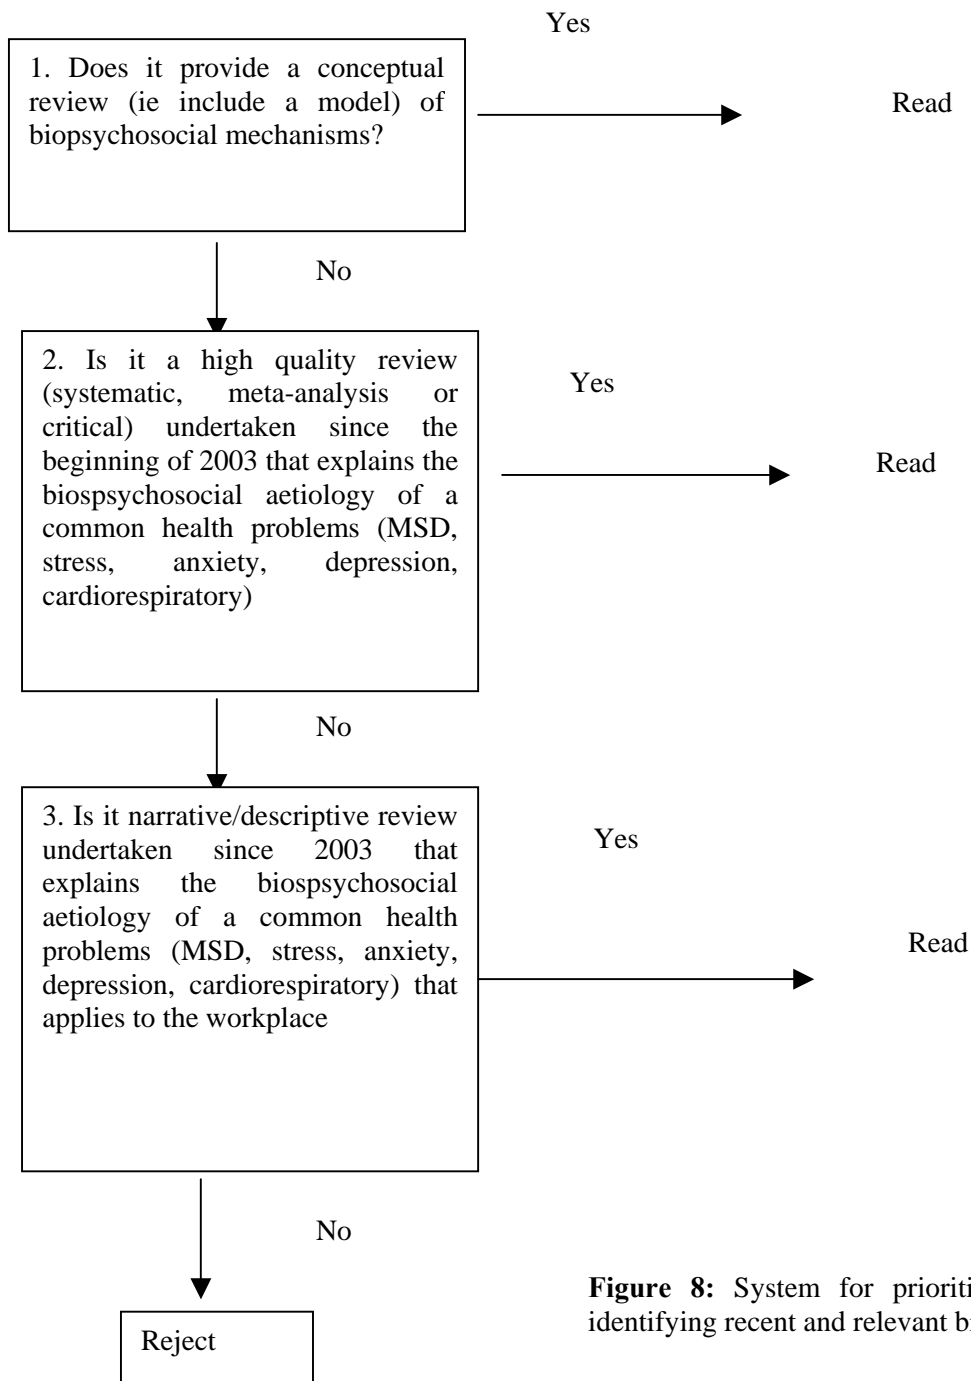 Yes
1. Does it provide a conceptual
review (ie include a model) of
biopsychosocial mechanisms?
Read
No
2. Is it a high quality review
(systematic, meta-analysis or
critical) undertaken since the
beginning of 2003 that explains the
biospsychosocial aetiology of a
common health problems (MSD,
stress, anxiety, depression,
cardiorespiratory)
Yes
Read
No
3. Is it narrative/descriptive review
undertaken since 2003 that
explains the biospsychosocial
aetiology of a common health
problems (MSD, stress, anxiety,
depression, cardiorespiratory) that
applies to the workplace
Yes
Read
No
Reject
Figure 8: System for prioriti
identifying recent and relevant b